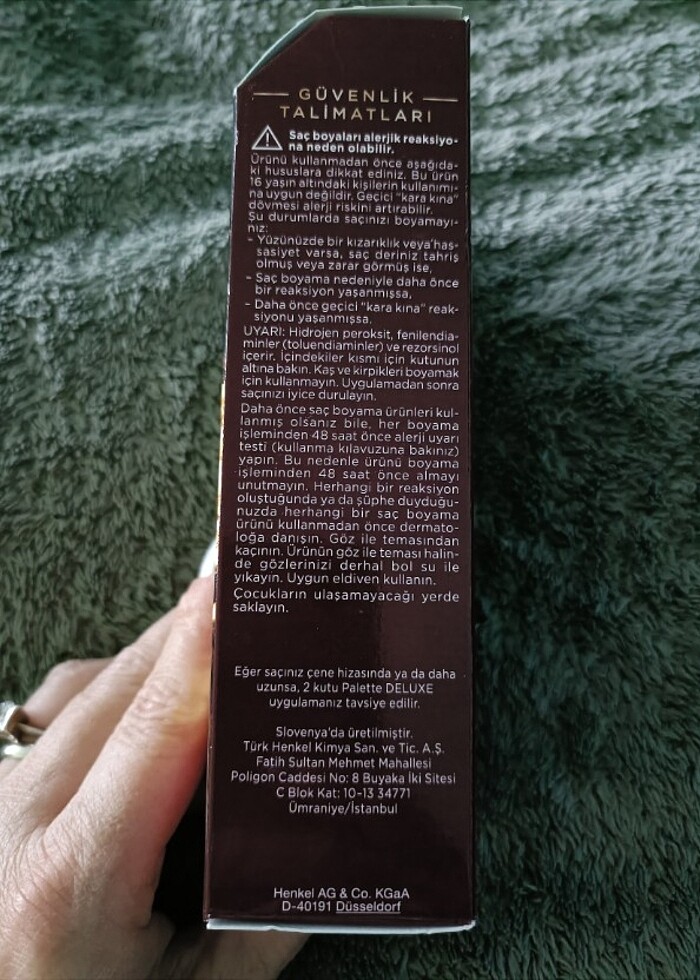 GÜVENLİK
TALİMATLARI
Saç boyaları alerjik reaksiyo-
na neden olabilir.
Ürünü kullanmadan önce aşağıda-
ki hususlara dikkat ediniz. Bu ürün
16 yaşın altındaki kişilerin kullanımı-
na uygun değildir. Geçici "kara kına"
dövmesi alerji riskini artırabilir.
Şu durumlarda saçınızı boyamayı-
nız:
- Yüzünüzde bir kızarıklık veya has-
sasiyet varsa, saç deriniz tahriş
olmuş veya zarar görmüş ise,
- Saç boyama nedeniyle daha önce
bir reaksiyon yaşanmışsa,
- Daha önce geçici "kara kına" reak-
siyonu yaşanmışsa.
UYARI: Hidrojen peroksit, fenilendia-
minler (toluendiaminler) ve rezorsinol
içerir. İçindekiler kısmı için kutunun
altına bakın. Kaş ve kirpikleri boyamak
için kullanmayın. Uygulamadan sonra
saçınızı iyice durulayın.
Daha önce saç boyama ürünleri kul-
lanmış olsanız bile, her boyama
işleminden 48 saat önce alerji uyarı
testi (kullanma kılavuzuna bakınız)
yapın. Bu nedenle ürünü boyama
işleminden 48 saat önce almayı
unutmayın. Herhangi bir reaksiyon
oluştuğunda ya da şüphe duyduğu-
nuzda herhangi bir saç boyama
ürünü kullanmadan önce dermato-
loğa danışın. Göz ile temasından
kaçının. Ürünün göz ile teması halin-
de gözlerinizi derhal bol su ile
yıkayın. Uygun eldiven kullanın.
Çocukların ulaşamayacağı yerde
saklayın.
Eğer saçınız çene hizasında ya da daha
uzunsa, 2 kutu Palette DELUXE
uygulamanız tavsiye edilir.
Slovenya'da üretilmiştir.
Türk Henkel Kimya San. ve Tic. A.Ş.
Fatih Sultan Mehmet Mahallesi
Poligon Caddesi No: 8 Buyaka İki Sitesi
C Blok Kat: 10-13 34771
Ümraniye/İstanbul
Henkel AG & Co. KGaA
D-40191 Düsseldorf